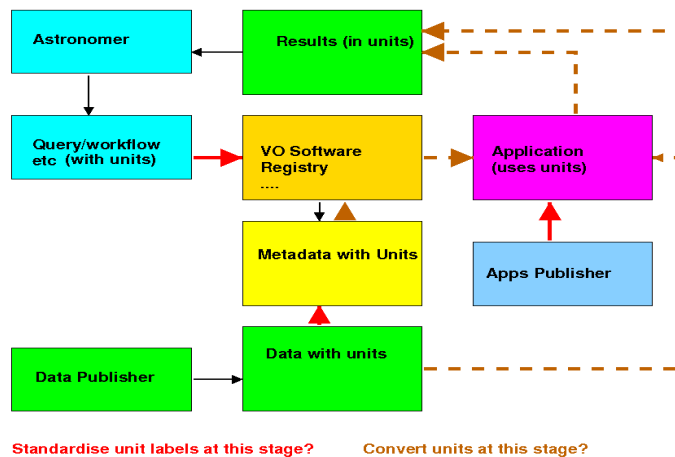 Astronomer
Results (in units)
Query/workflow
etc (with units)
VO Software
Registry
....
Application
(uses units)
Metadata with Units
Apps Publisher
Data with units
Data Publisher
Standardise unit labels at this stage?
Convert units at this stage?